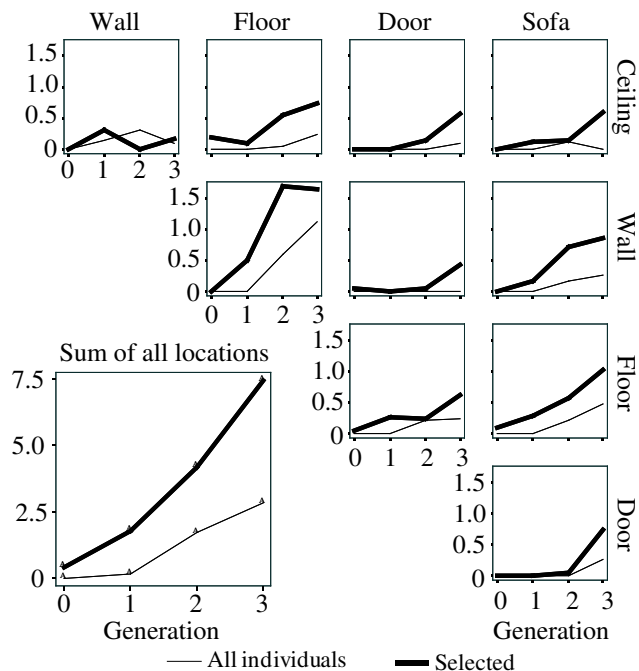 Wall Floor Door Sofa
1.5
1.0
0.5
0
0 1 2 3
Ceiling
1.5
1.0
0.5
0
0 1 2 3
Wall
Sum of all locations
7.5
5.0
2.5
0
0 1 2 3
Generation
1.5
1.0
0.5
0
0 1 2 3
Floor
1.5
1.0
0.5
0
0 1 2 3
Generation
Door
All individuals Selected